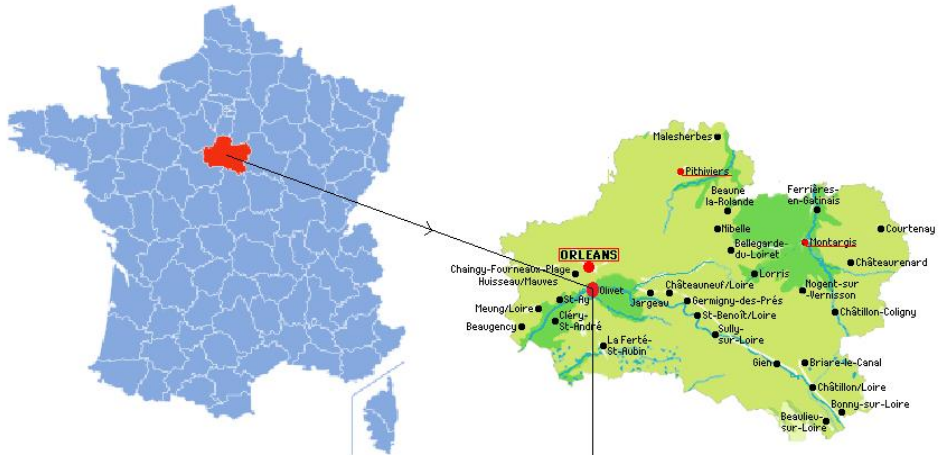 Malesherbes
Pithiviers
Beaune
la-Rolande
Ferrières-
en-Gatinais
Nibelle
Courtenay
Bellegarde-
du-Loiret
Montargis
ORLEANS
Châteaurenard
Chaingy-Fourneaux-Plage
Huisseau/Mauves
Lorris
Châteauneuf/Loire
Nogent-sur
-Vernisson
Olivet
St-Ay
Jargeau
Germigny-des-Prés
Meung/Loire
Cléry-
St-André
St-Benoît/Loire
Châtillon-Coligny
Beaugency
Sully
-sur-Loire
La Ferté-
St-Aubin
Gien
Briare-le-Canal
Châtillon/Loire
Bonny-sur-Loire
Beaulieu-
sur-Loire